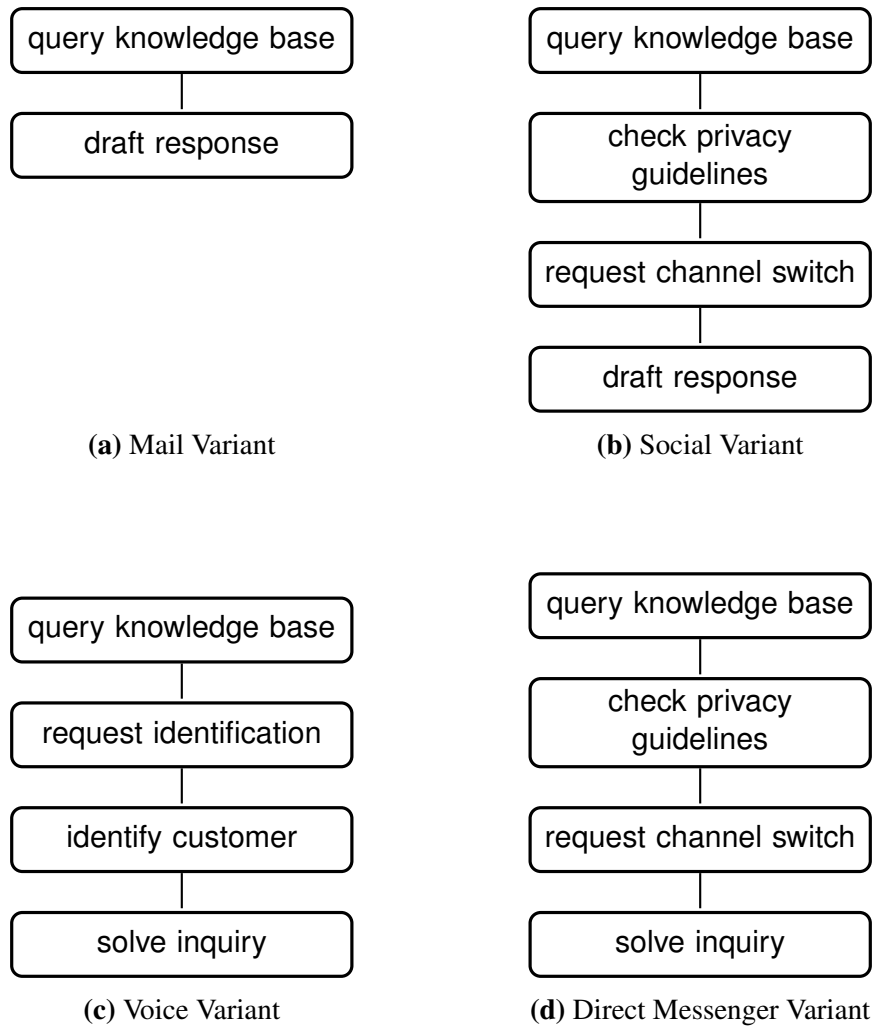 query knowledge base
draft response
(a) Mail Variant
query knowledge base
check privacy
guidelines
request channel switch
draft response
(b) Social Variant
query knowledge base
request identification
identify customer
solve inquiry
(c) Voice Variant
query knowledge base
check privacy
guidelines
request channel switch
solve inquiry
(d) Direct Messenger Variant